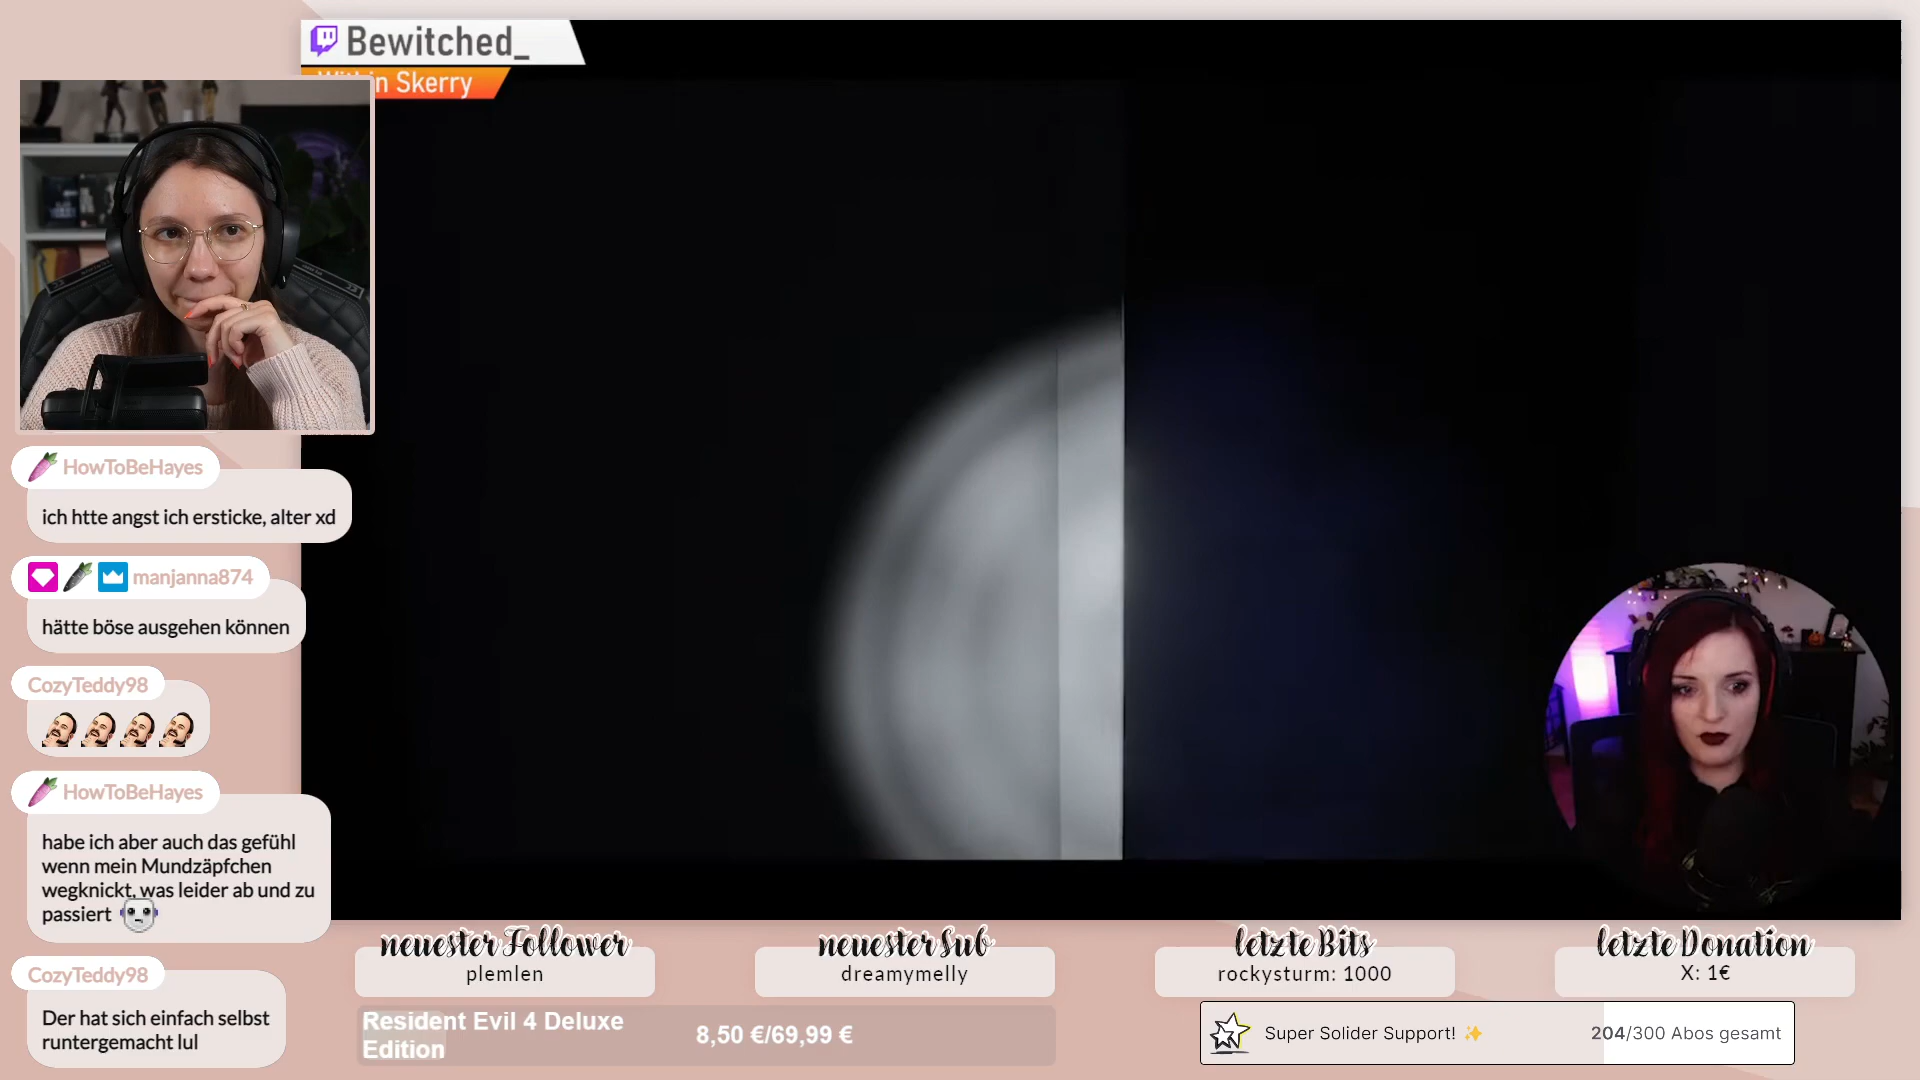 Bewitched_
Within Skerry
HowToBeHayes
ich htte angst ich ersticke, alter xd
manjanna874
hätte böse ausgehen können
CozyTeddy98
HowToBeHayes
habe ich aber auch das gefühl
wenn mein Mundzäpfchen
wegknickt, was leider ab und zu
passiert
CozyTeddy98
Der hat sich einfach selbst
runtergemacht lul
neuester Follower
plemlen
neuester Sub
dreamymelly
letzte Bits
rockysturm: 1000
letzte Donation
X: 1€
Resident Evil 4 Deluxe
Edition
8,50 €/69,99 €
Super Solider Support! ✨
204/300 Abos gesamt